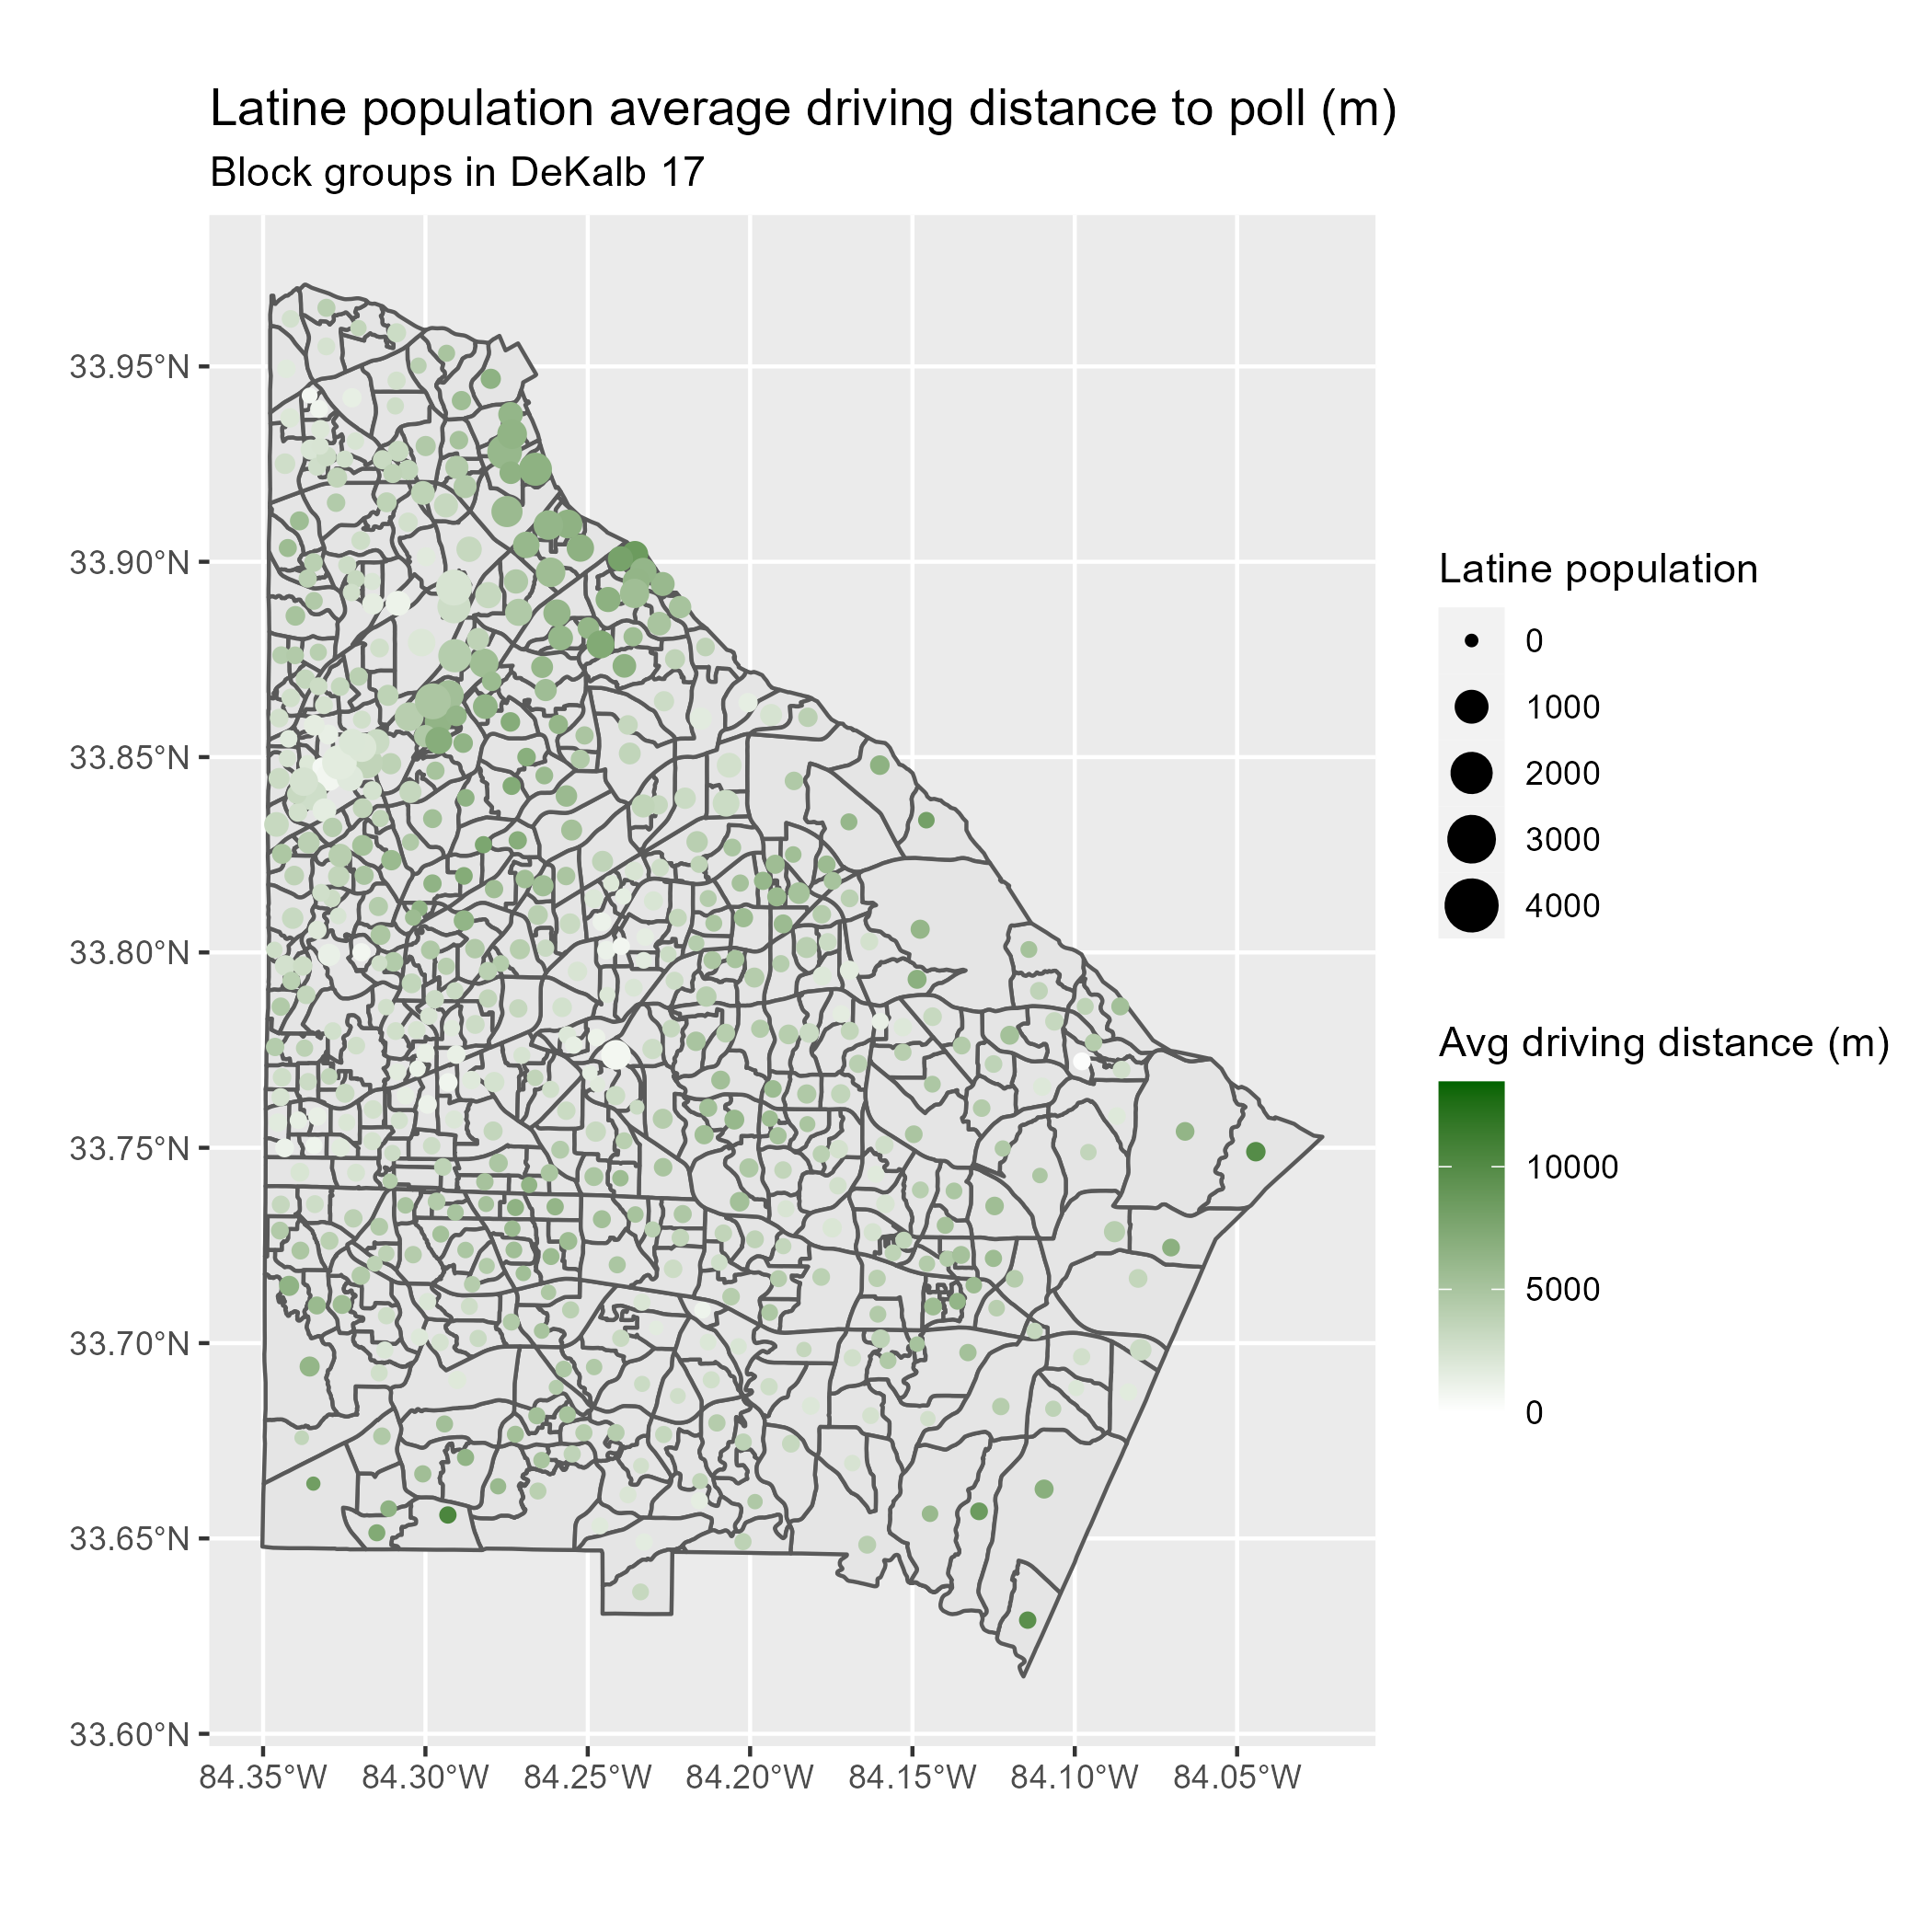 Latine population average driving distance to poll (m)
Block groups in DeKalb 17
33.95°N
33.90°N
33.85°N
33.80°N
33.75°N
33.70°N
33.65°N
33.60°N
84.35°W
84.30°W
84.25°W
84.20°W
84.15°W
84.10°W
84.05°W
Latine population
0
1000
2000
3000
4000
Avg driving distance (m)
10000
5000
0